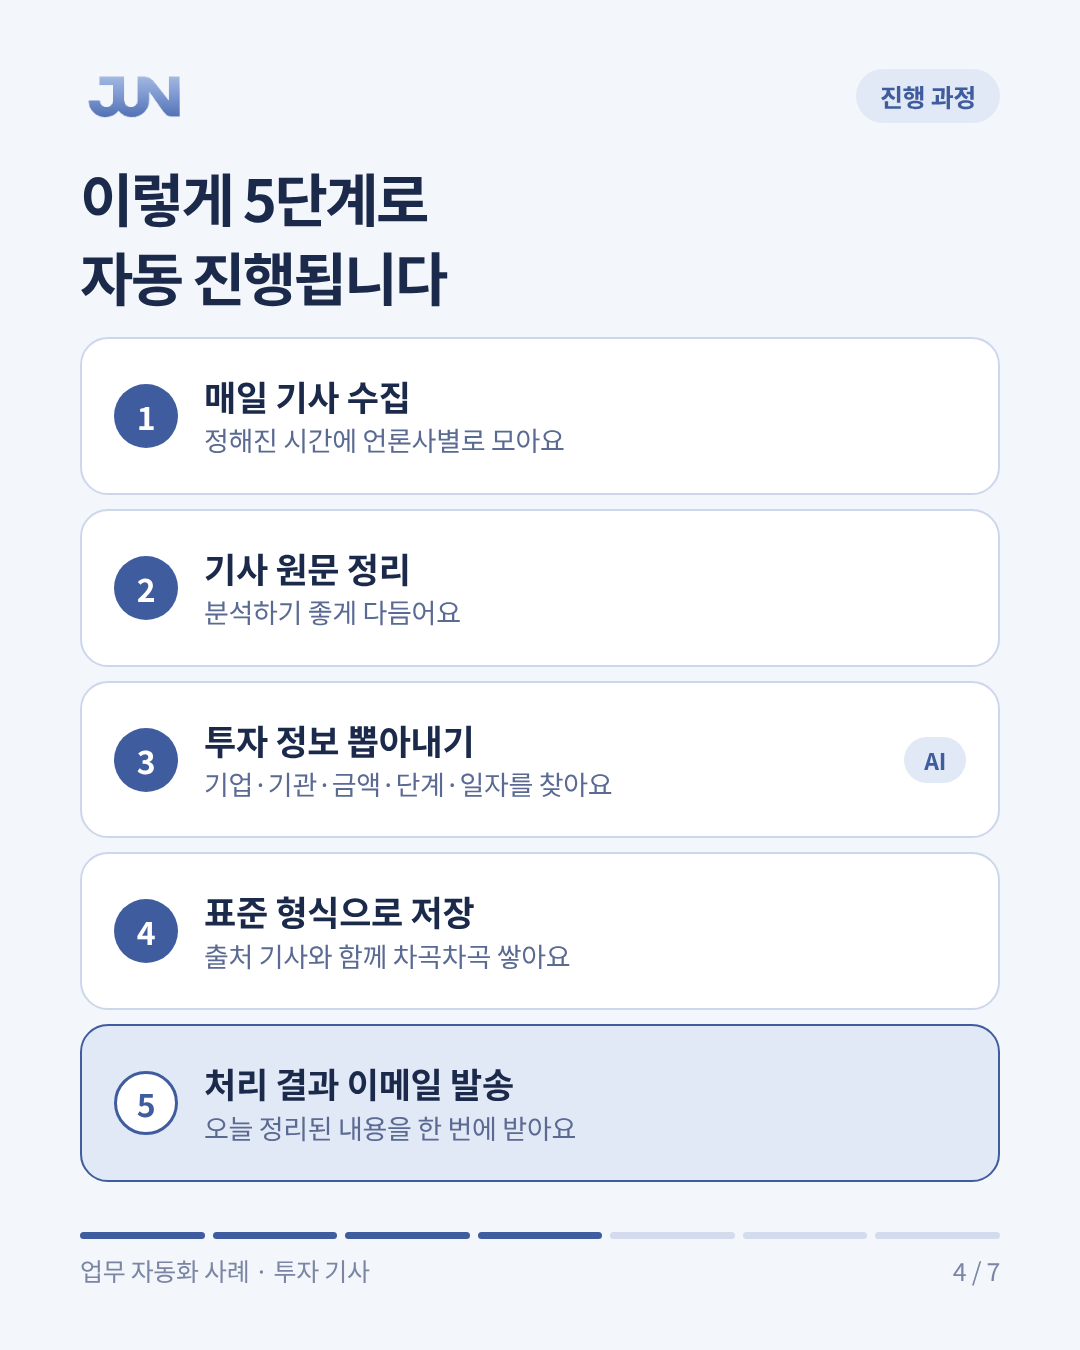 JUN
진행 과정
이렇게 5단계로
자동 진행됩니다
1
매일 기사 수집
정해진 시간에 언론사별로 모아요
2
기사 원문 정리
분석하기 좋게 다듬어요
3
투자 정보 뽑아내기
기업·기관·금액·단계·일자를 찾아요
AI
4
표준 형식으로 저장
출처 기사와 함께 차곡차곡 쌓아요
5
처리 결과 이메일 발송
오늘 정리된 내용을 한 번에 받아요
업무 자동화 사례 · 투자 기사
4 / 7